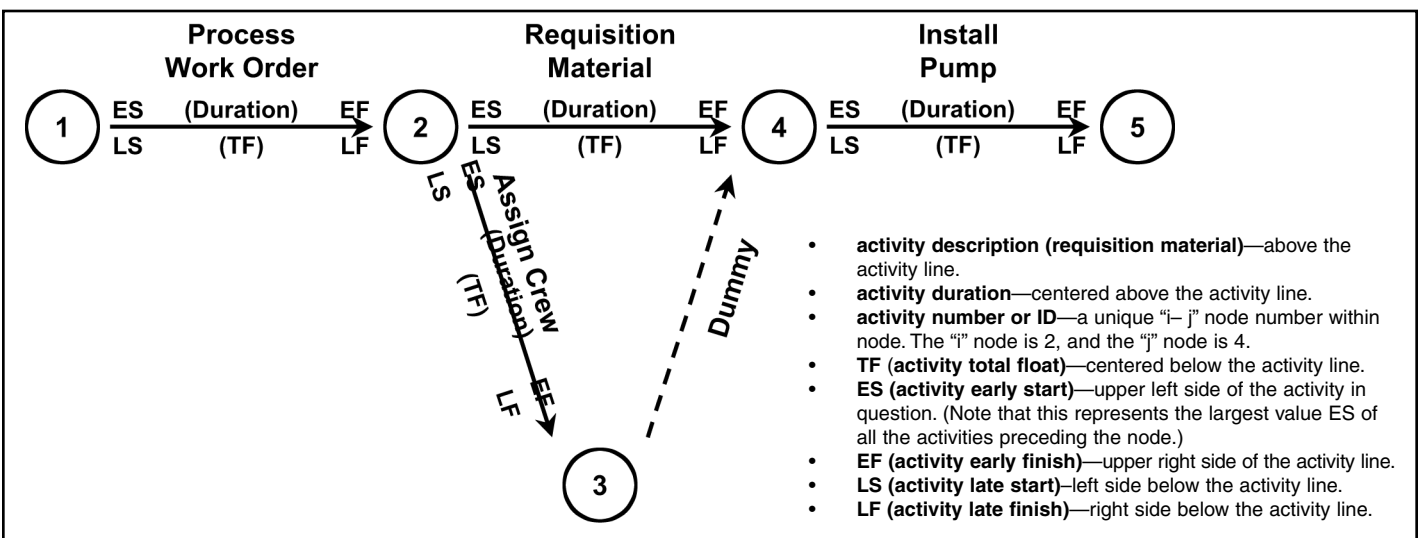 Process
Work Order
Requisition
Material
Install
Pump
1
ES (Duration) EF
LS (TF) LF
2
ES (Duration) EF
LS (TF) LF
4
ES (Duration) EF
LS (TF) LF
5
Assign Crew
ES (Duration) EF
LS (TF) LF
3
Dummy
• activity description (requisition material)—above the
activity line.
• activity duration—centered above the activity line.
• activity number or ID—a unique “i– j” node number within
node. The “i” node is 2, and the “j” node is 4.
• TF (activity total float)—centered below the activity line.
• ES (activity early start)—upper left side of the activity in
question. (Note that this represents the largest value ES of
all the activities preceding the node.)
• EF (activity early finish)—upper right side of the activity line.
• LS (activity late start)–left side below the activity line.
• LF (activity late finish)—right side below the activity line.